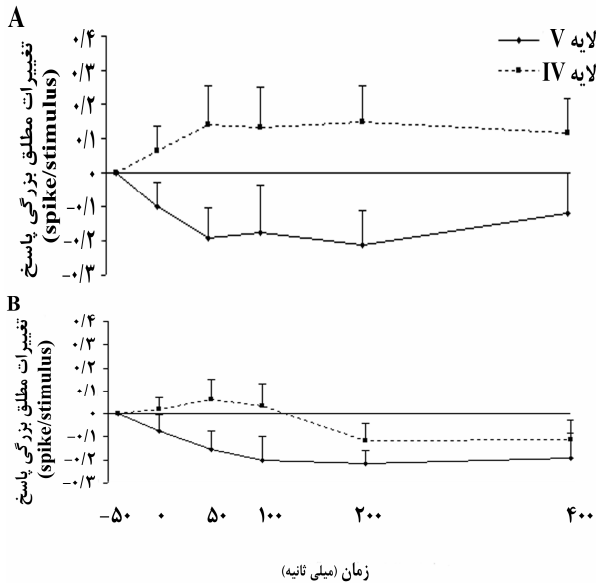 A
لایه V
لایه IV
تغییرات مطلق بزرگی پاسخ
(spike/stimulus)
۰/۴
۰/۳
۰/۲
۰/۱
۰
-۰/۱
-۰/۲
-۰/۳
B
تغییرات مطلق بزرگی پاسخ
(spike/stimulus)
۰/۴
۰/۳
۰/۲
۰/۱
۰
-۰/۱
-۰/۲
-۰/۳
-۵۰ ۰ ۵۰ ۱۰۰ ۲۰۰ ۴۰۰
زمان (میلی ثانیه)